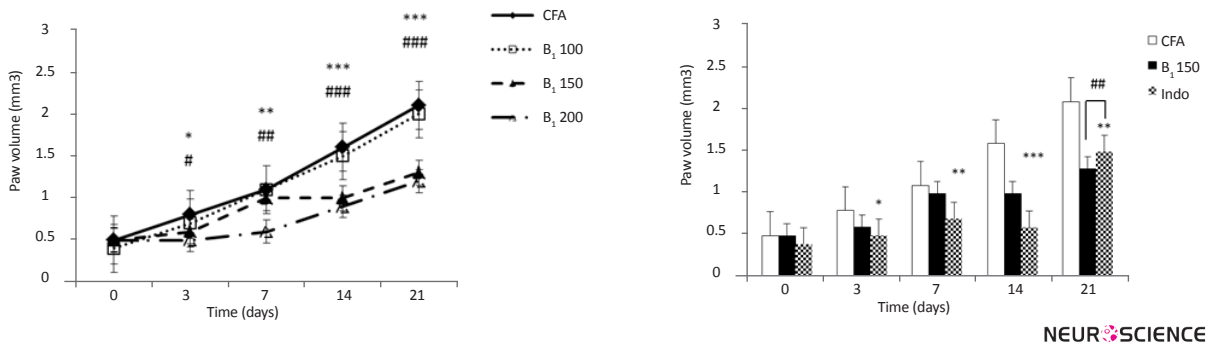 3
2.5
2
1.5
1
0.5
0
Paw volume (mm3)
0 3 7 14 21
Time (days)
*
#
**
##
***
###
***
###
CFA
B₁ 100
B₁ 150
B₁ 200
3
2.5
2
1.5
1
0.5
0
Paw volume (mm3)
0 3 7 14 21
Time (days)
*
**
***
##
**
CFA
B₁ 150
Indo
NEUROSCIENCE